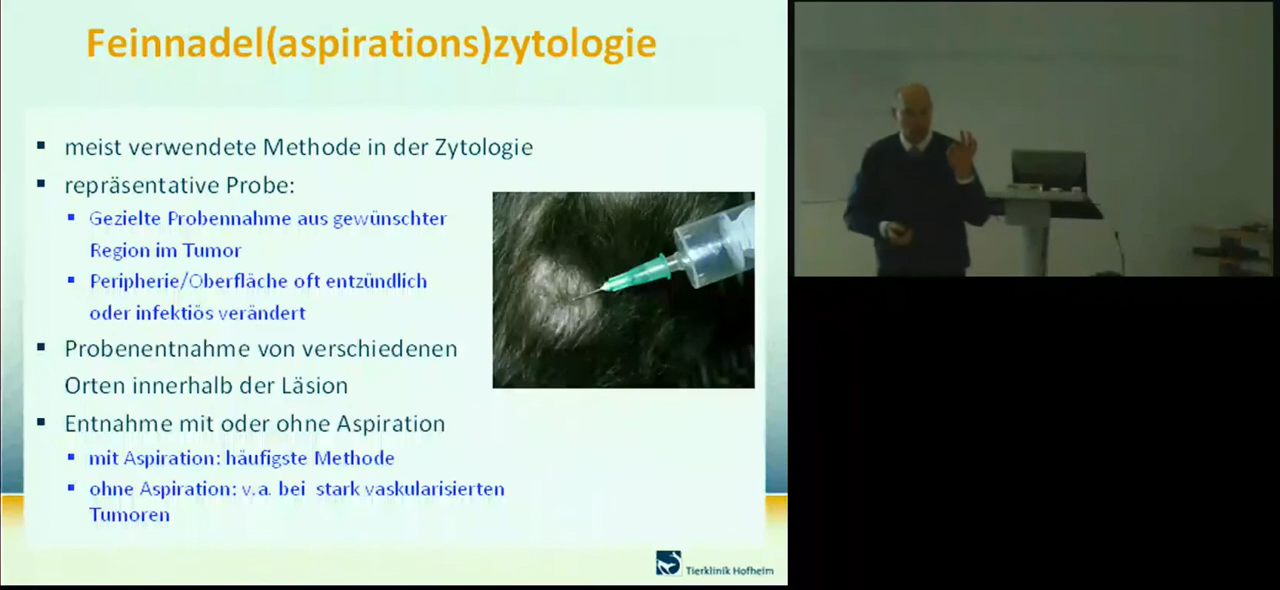 Feinnadel(aspirations)zytologie
▪ meist verwendete Methode in der Zytologie
▪ repräsentative Probe:
▪ Gezielte Probennahme aus gewünschter
Region im Tumor
▪ Peripherie/Oberfläche oft entzündlich
oder infektiös verändert
▪ Probenentnahme von verschiedenen
Orten innerhalb der Läsion
▪ Entnahme mit oder ohne Aspiration
▪ mit Aspiration: häufigste Methode
▪ ohne Aspiration: v.a. bei stark vaskularisierten
Tumoren
Tierklinik Hofheim